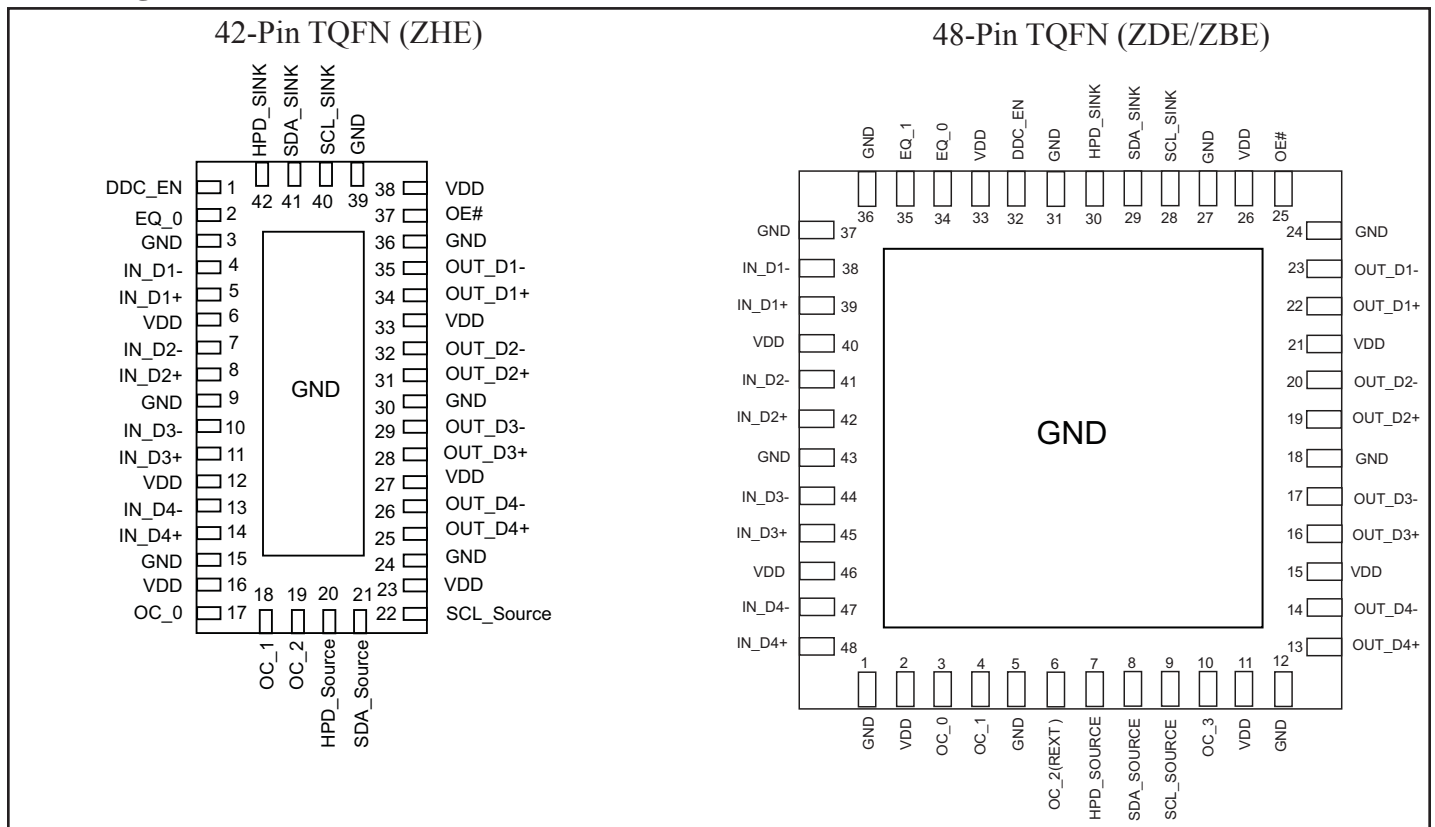 42-Pin TQFN (ZHE)
HPD_SINK
SDA_SINK
SCL_SINK
GND
42
41
40
39
DDC_EN 1
EQ_0 2
GND 3
IN_D1- 4
IN_D1+ 5
VDD 6
IN_D2- 7
IN_D2+ 8
GND 9
IN_D3- 10
IN_D3+ 11
VDD 12
IN_D4- 13
IN_D4+ 14
GND 15
VDD 16
OC_0 17
GND
38 VDD
37 OE#
36 GND
35 OUT_D1-
34 OUT_D1+
33 VDD
32 OUT_D2-
31 OUT_D2+
30 GND
29 OUT_D3-
28 OUT_D3+
27 VDD
26 OUT_D4-
25 OUT_D4+
24 GND
23 VDD
22 SCL_Source
18
19
20
21
OC_1
OC_2
HPD_Source
SDA_Source
48-Pin TQFN (ZDE/ZBE)
GND
EQ_1
EQ_0
VDD
DDC_EN
GND
HPD_SINK
SDA_SINK
SCL_SINK
GND
VDD
OE#
36
35
34
33
32
31
30
29
28
27
26
25
GND 37
IN_D1- 38
IN_D1+ 39
VDD 40
IN_D2- 41
IN_D2+ 42
GND 43
IN_D3- 44
IN_D3+ 45
VDD 46
IN_D4- 47
IN_D4+ 48
GND
24 GND
23 OUT_D1-
22 OUT_D1+
21 VDD
20 OUT_D2-
19 OUT_D2+
18 GND
17 OUT_D3-
16 OUT_D3+
15 VDD
14 OUT_D4-
13 OUT_D4+
1
2
3
4
5
6
7
8
9
10
11
12
GND
VDD
OC_0
OC_1
GND
OC_2(REXT )
HPD_SOURCE
SDA_SOURCE
SCL_SOURCE
OC_3
VDD
GND